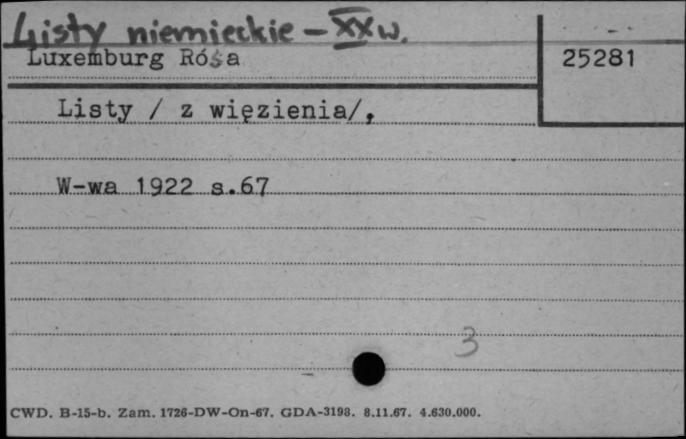 Listy niemieckie – XX w.
Luxemburg Róża
25281
Listy / z więzienia/,
W-wa 1922 s.67
3
CWD. B-15-b. Zam. 1726-DW-On-67. GDA-3198. 8.11.67. 4.630.000.